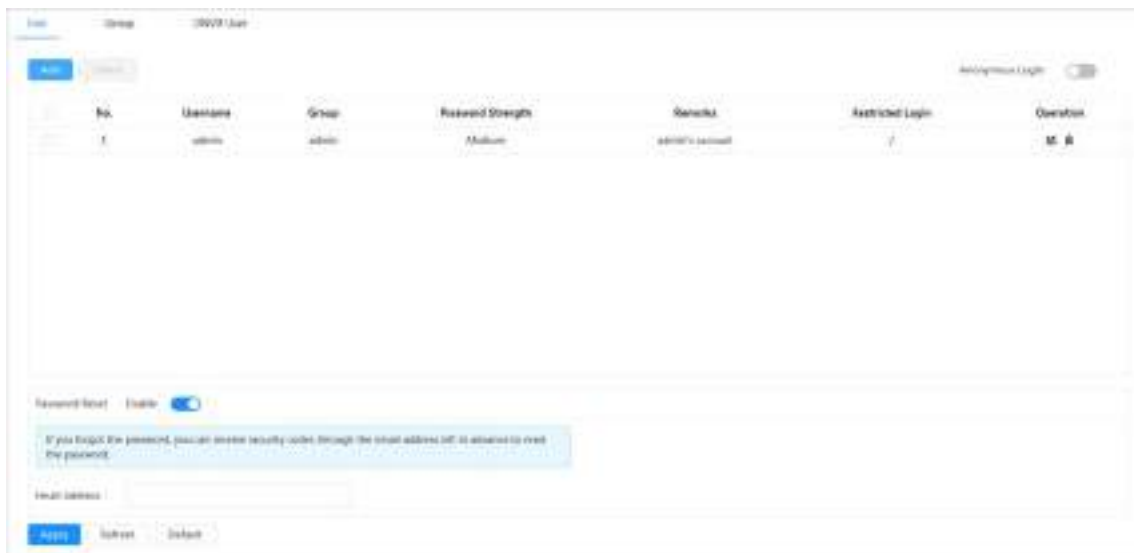 User Group ONVIF User
Add Delete Anonymous Login
No. Username Group Password Strength Remarks Restricted Login Operation
1 admin admin Medium admin's account /
Password Reset Enable
If you forgot the password, you can receive security codes through the email address left in advance to reset
the password.
Email Address
Apply Refresh Default